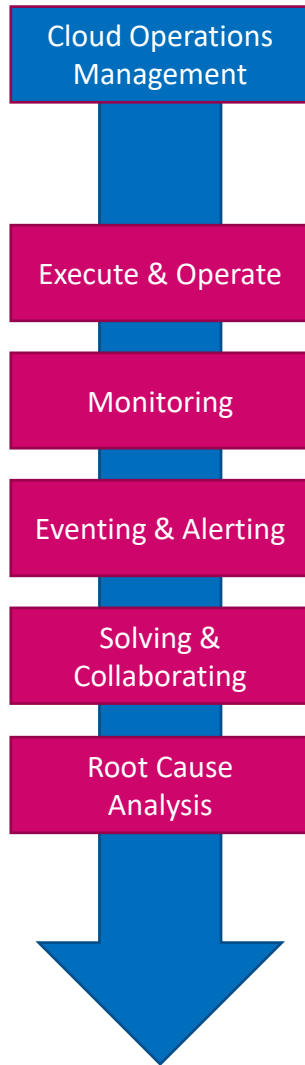 Cloud Operations
Management
Execute & Operate
Monitoring
Eventing & Alerting
Solving &
Collaborating
Root Cause
Analysis